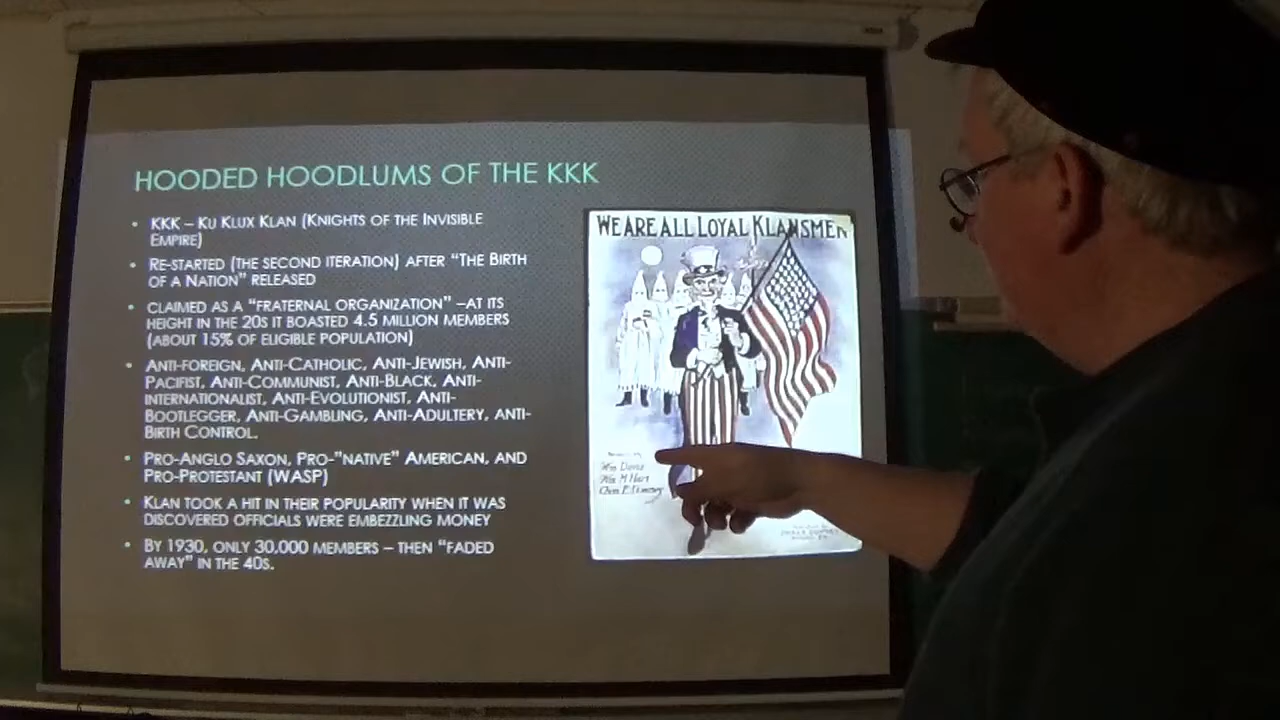 HOODED HOODLUMS OF THE KKK
• KKK – KU KLUX KLAN (KNIGHTS OF THE INVISIBLE
EMPIRE)
• RE-STARTED (THE SECOND ITERATION) AFTER "THE BIRTH
OF A NATION" RELEASED
• CLAIMED AS A "FRATERNAL ORGANIZATION" –AT ITS
HEIGHT IN THE 20S IT BOASTED 4.5 MILLION MEMBERS
(ABOUT 15% OF ELIGIBLE POPULATION)
• ANTI-FOREIGN, ANTI-CATHOLIC, ANTI-JEWISH, ANTI-
PACIFIST, ANTI-COMMUNIST, ANTI-BLACK, ANTI-
INTERNATIONALIST, ANTI-EVOLUTIONIST, ANTI-
BOOTLEGGER, ANTI-GAMBLING, ANTI-ADULTERY, ANTI-
BIRTH CONTROL.
• PRO-ANGLO SAXON, PRO-"NATIVE" AMERICAN, AND
PRO-PROTESTANT (WASP)
• KLAN TOOK A HIT IN THEIR POPULARITY WHEN IT WAS
DISCOVERED OFFICIALS WERE EMBEZZLING MONEY
• BY 1930, ONLY 30,000 MEMBERS – THEN "FADED
AWAY" IN THE 40S.
WE ARE ALL LOYAL KLANSMEN
Wm Davis
Wm M Hart